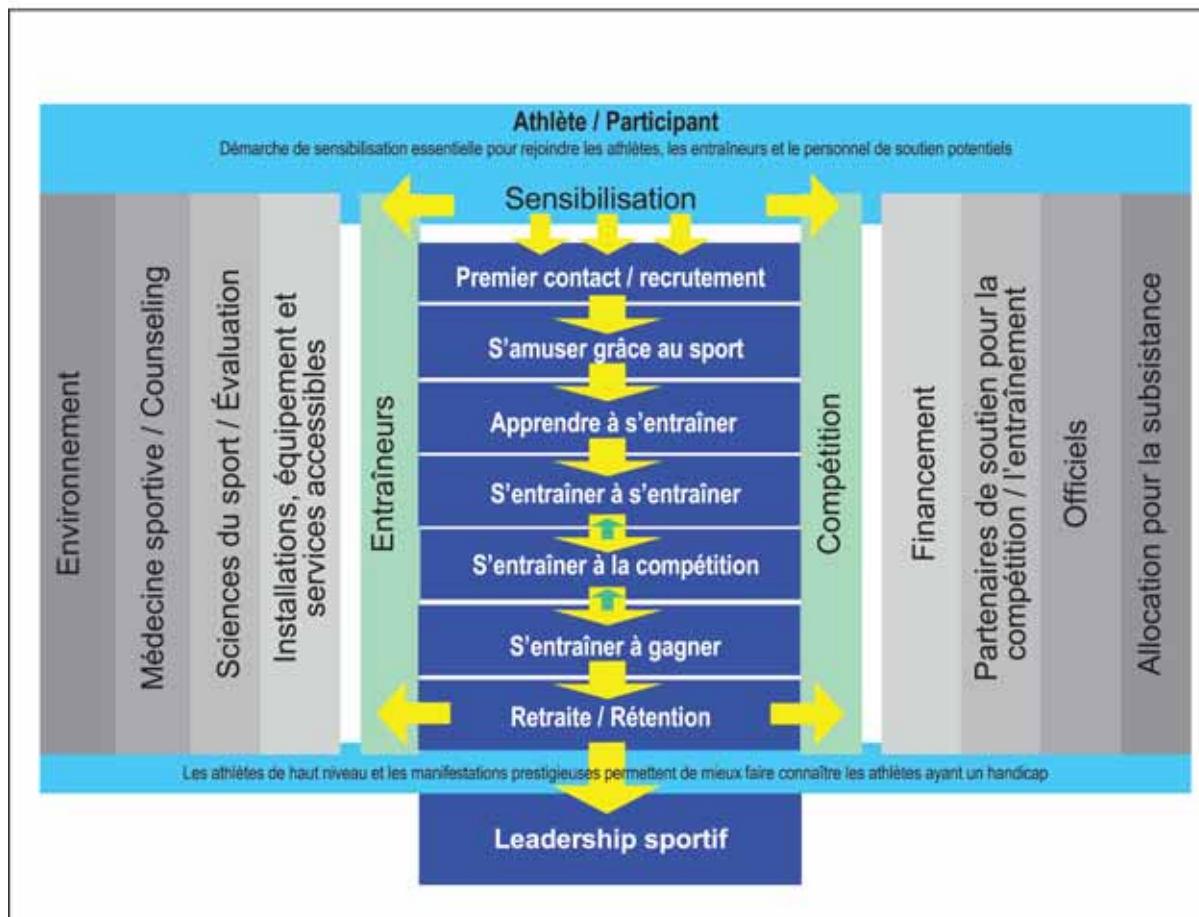 Athlète / Participant
Démarche de sensibilisation essentielle pour rejoindre les athlètes, les entraîneurs et le personnel de soutien potentiels
Sensibilisation
Environnement
Médecine sportive / Counseling
Sciences du sport / Évaluation
Installations, équipement et
services accessibles
Entraîneurs
Premier contact / recrutement
S'amuser grâce au sport
Apprendre à s'entraîner
S'entraîner à s'entraîner
S'entraîner à la compétition
S'entraîner à gagner
Retraite / Rétention
Compétition
Financement
Partenaires de soutien pour la
compétition / l'entraînement
Officiels
Allocation pour la subsistance
Les athlètes de haut niveau et les manifestations prestigieuses permettent de mieux faire connaître les athlètes ayant un handicap
Leadership sportif